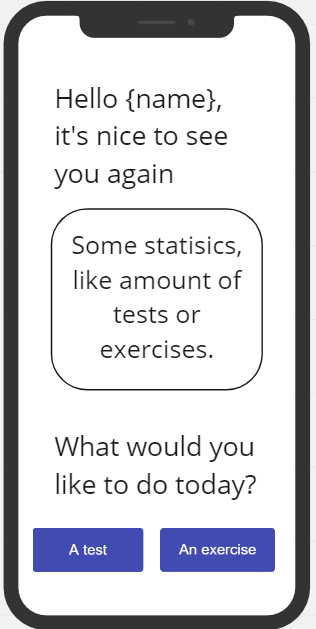 Hello {name},
it's nice to see
you again
Some statisics,
like amount of
tests or
exercises.
What would you
like to do today?
A test
An exercise